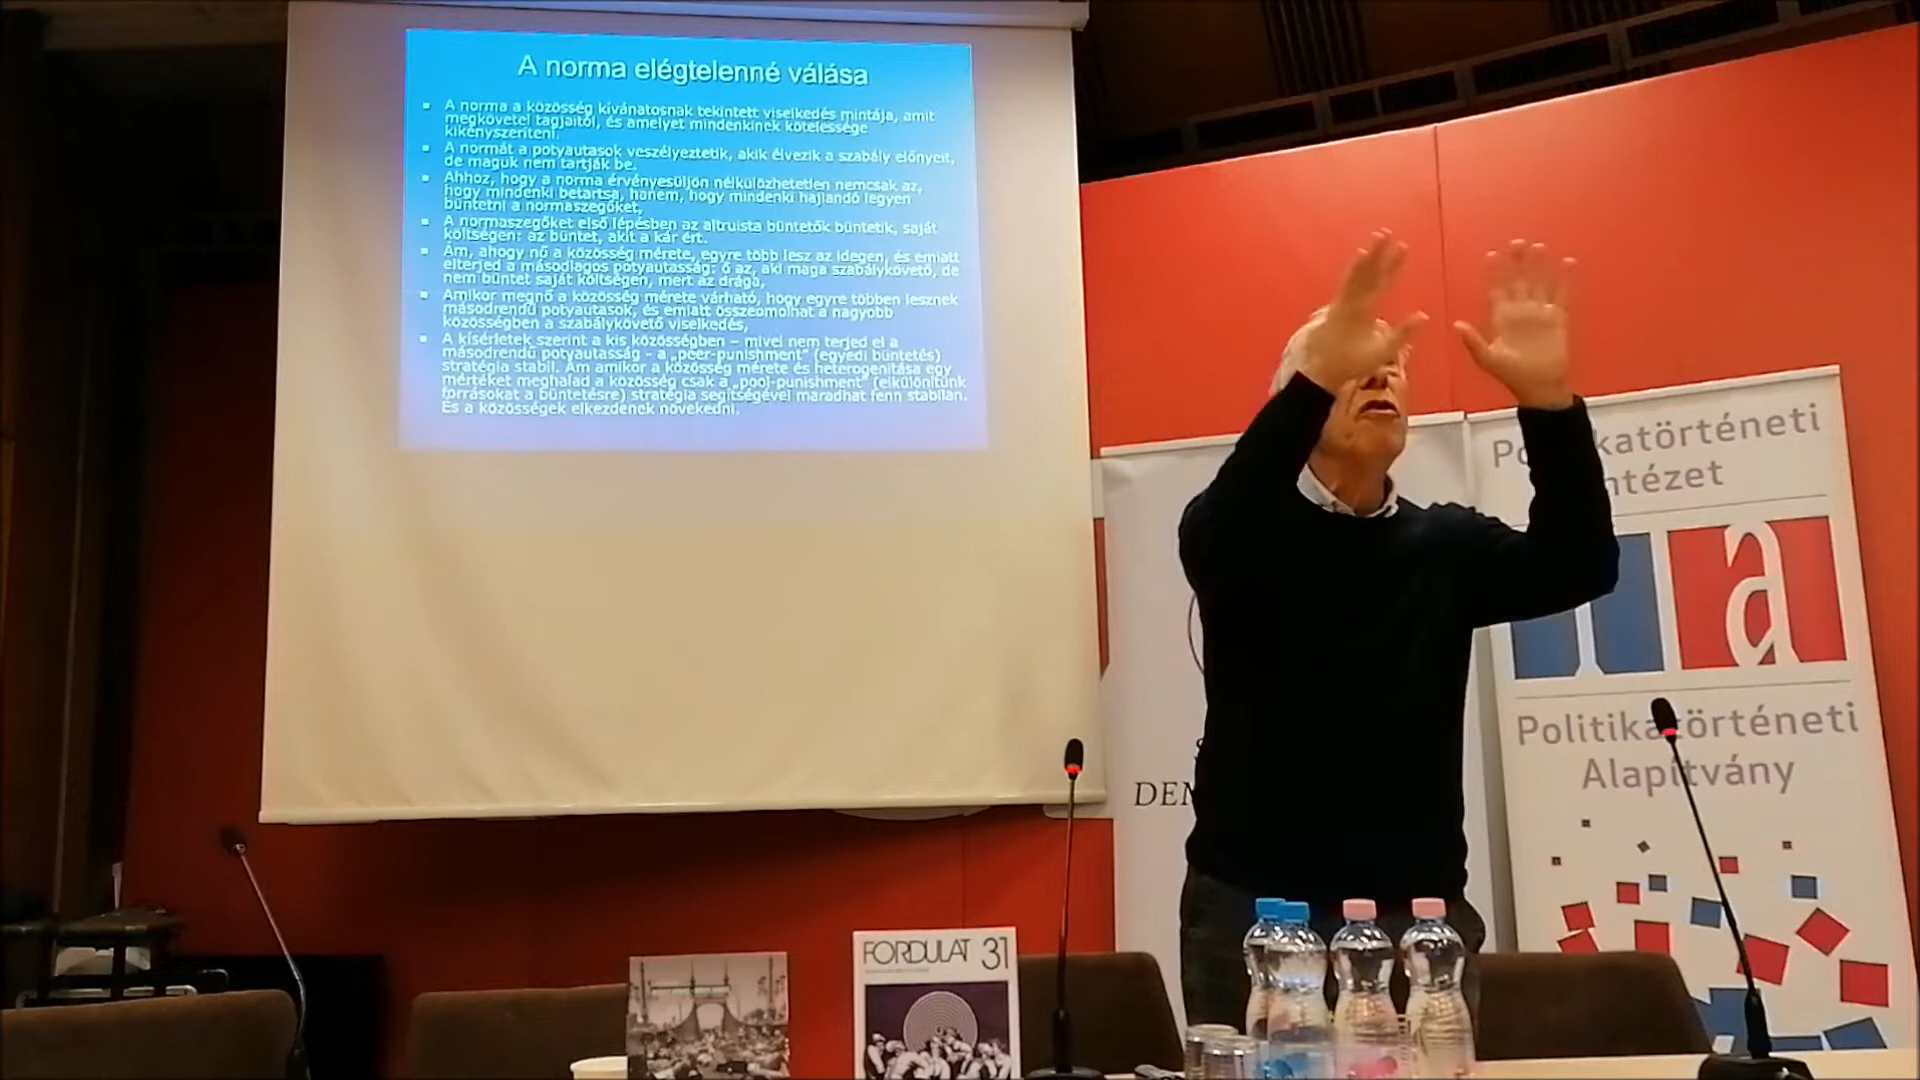 A norma elégtelenné válása
A norma a közösség kívánatosnak tekintett viselkedés mintája, amit
megkövetel tagjaitól, és amelyet mindenkinek kötelessége
kikényszeríteni.
A normát a potyautasok veszélyeztetik, akik élvezik a szabály előnyeit,
de maguk nem tartják be.
Ahhoz, hogy a norma érvényesüljön nélkülözhetetlen nemcsak az,
hogy mindenki betartsa, hanem, hogy mindenki hajlandó legyen
büntetni a normaszegőket,
A normaszegőket első lépésben az altruista büntetők büntetik, saját
költségen: az büntet, akit a kár ért.
Ám, ahogy nő a közösség mérete, egyre több lesz az idegen, és emiatt
elterjed a másodlagos potyautasság: ő az, aki maga szabálykövető, de
nem büntet saját költségen, mert az drága,
Amikor megnő a közösség mérete várható, hogy egyre többen lesznek
másodrendű potyautasok, és emiatt összeomolhat a nagyobb
közösségben a szabálykövető viselkedés,
A kísérletek szerint a kis közösségben – mivel nem terjed el a
másodrendű potyautasság - a „peer-punishment” (egyedi büntetés)
stratégia stabil. Ám amikor a közösség mérete és heterogenitása egy
mértéket meghalad a közösség csak a „pool-punishment” (elkülönítünk
forrásokat a büntetésre) stratégia segítségével maradhat fenn stabilan.
És a közösségek elkezdenek növekedni.
Po katörténeti
ntézet
a
Politikatörténeti
Alapítvány
DEM
FORDULAT 31